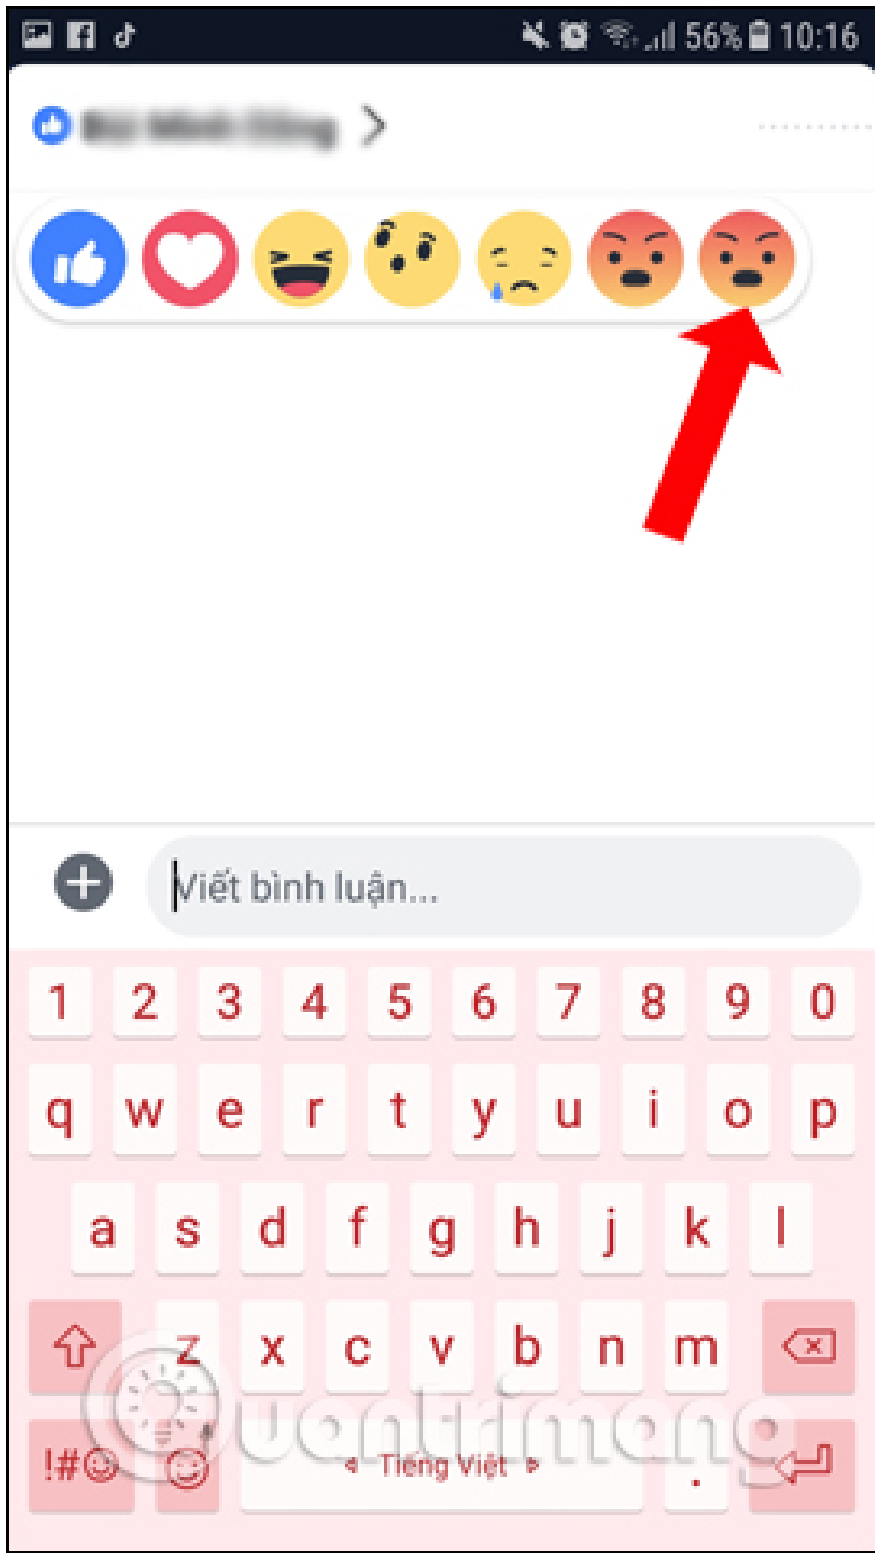 56% 10:16
Viết bình luận...
1 2 3 4 5 6 7 8 9 0
q w e r t y u i o p
a s d f g h j k l
z x c v b n m
!# Tiếng Việt .
Quantrimang